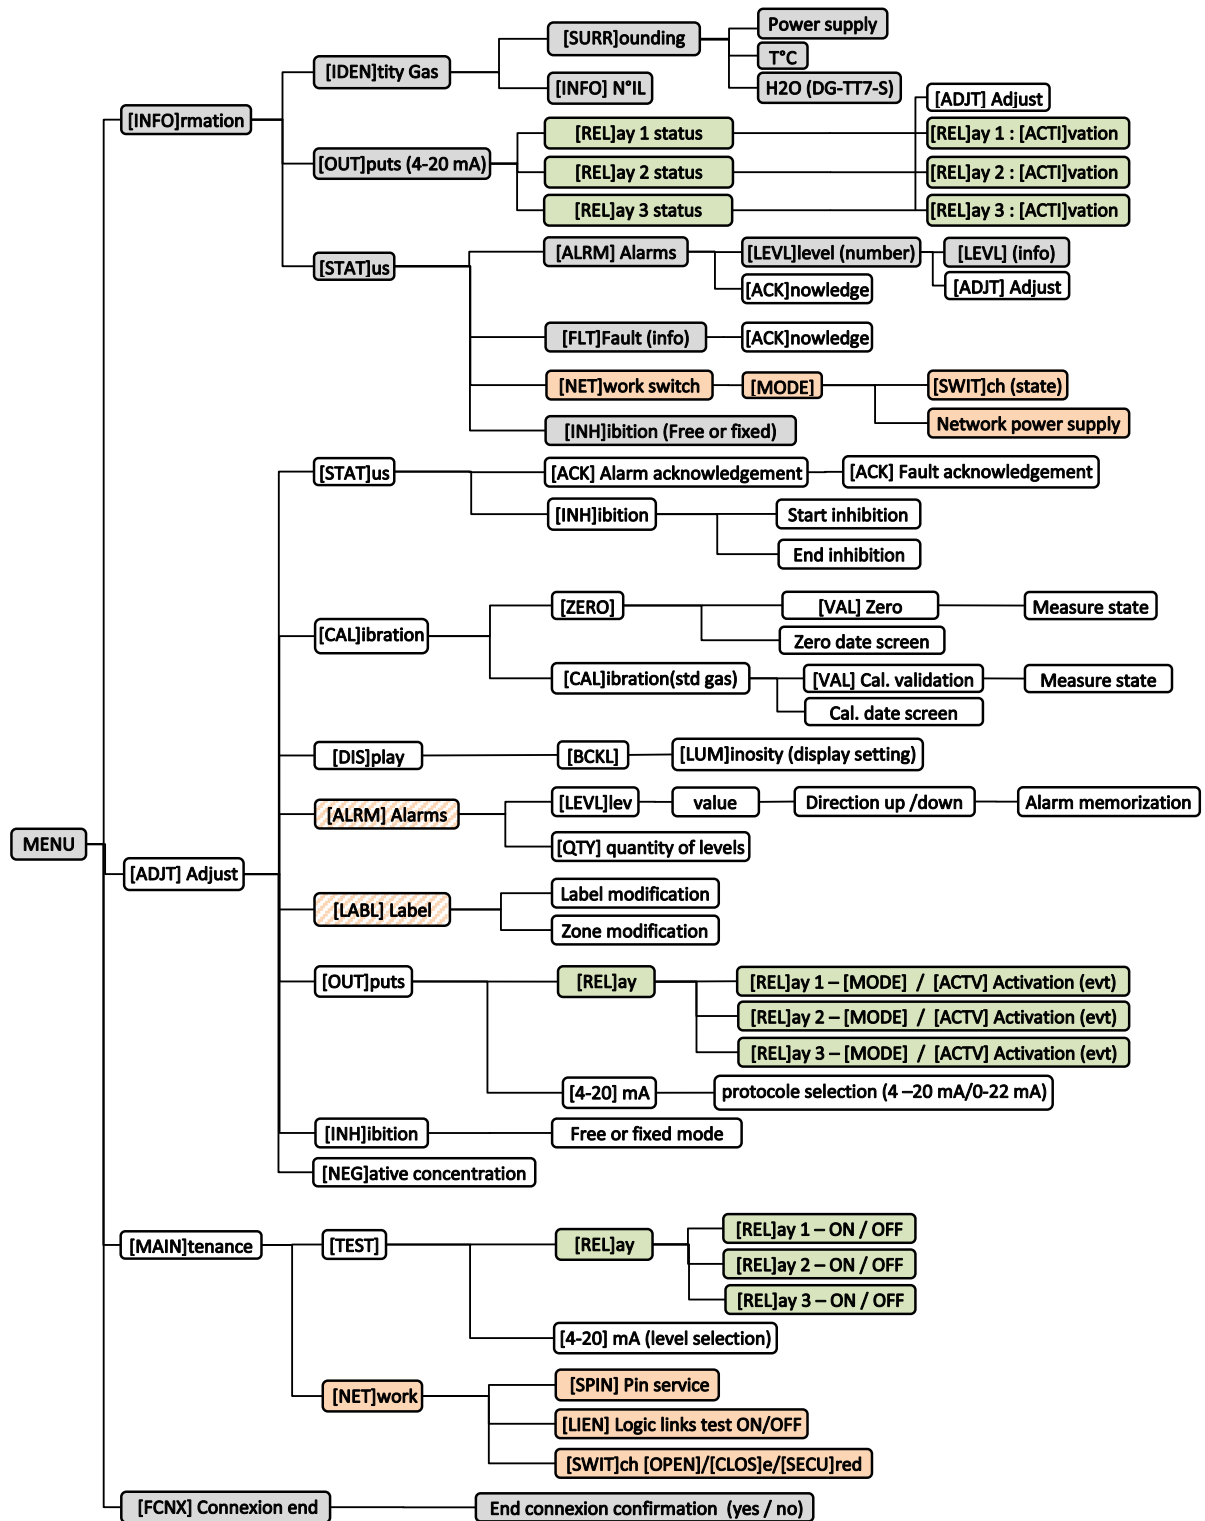 Power supply
[SURR]ounding
T°C
[IDEN]tity Gas
[INFO] N°IL
H2O (DG-TT7-S)
[ADJT] Adjust
[INFO]rmation
[REL]ay 1 status
[REL]ay 1 : [ACTI]vation
[OUT]puts (4-20 mA)
[REL]ay 2 status
[REL]ay 2 : [ACTI]vation
[REL]ay 3 status
[REL]ay 3 : [ACTI]vation
[ALRM] Alarms
[LEVL]level (number)
[LEVL] (info)
[STAT]us
[ACK]nowledge
[ADJT] Adjust
[FLT]Fault (info)
[ACK]nowledge
[NET]work switch
[MODE]
[SWIT]ch (state)
Network power supply
[INH]ibition (Free or fixed)
[STAT]us
[ACK] Alarm acknowledgement
[ACK] Fault acknowledgement
[INH]ibition
Start inhibition
End inhibition
[ZERO]
[VAL] Zero
Measure state
[CAL]ibration
Zero date screen
[CAL]ibration(std gas)
[VAL] Cal. validation
Measure state
Cal. date screen
[DIS]play
[BCKL]
[LUM]inosity (display setting)
[ALRM] Alarms
[LEVL]lev
value
Direction up /down
Alarm memorization
MENU
[QTY] quantity of levels
[ADJT] Adjust
Label modification
[LABL] Label
Zone modification
[OUT]puts
[REL]ay
[REL]ay 1 – [MODE] / [ACTV] Activation (evt)
[REL]ay 2 – [MODE] / [ACTV] Activation (evt)
[REL]ay 3 – [MODE] / [ACTV] Activation (evt)
[4-20] mA
protocole selection (4 –20 mA/0-22 mA)
[INH]ibition
Free or fixed mode
[NEG]ative concentration
[MAIN]tenance
[TEST]
[REL]ay
[REL]ay 1 – ON / OFF
[REL]ay 2 – ON / OFF
[REL]ay 3 – ON / OFF
[4-20] mA (level selection)
[NET]work
[SPIN] Pin service
[LIEN] Logic links test ON/OFF
[SWIT]ch [OPEN]/[CLOS]e/[SECU]red
[FCNX] Connexion end
End connexion confirmation (yes / no)